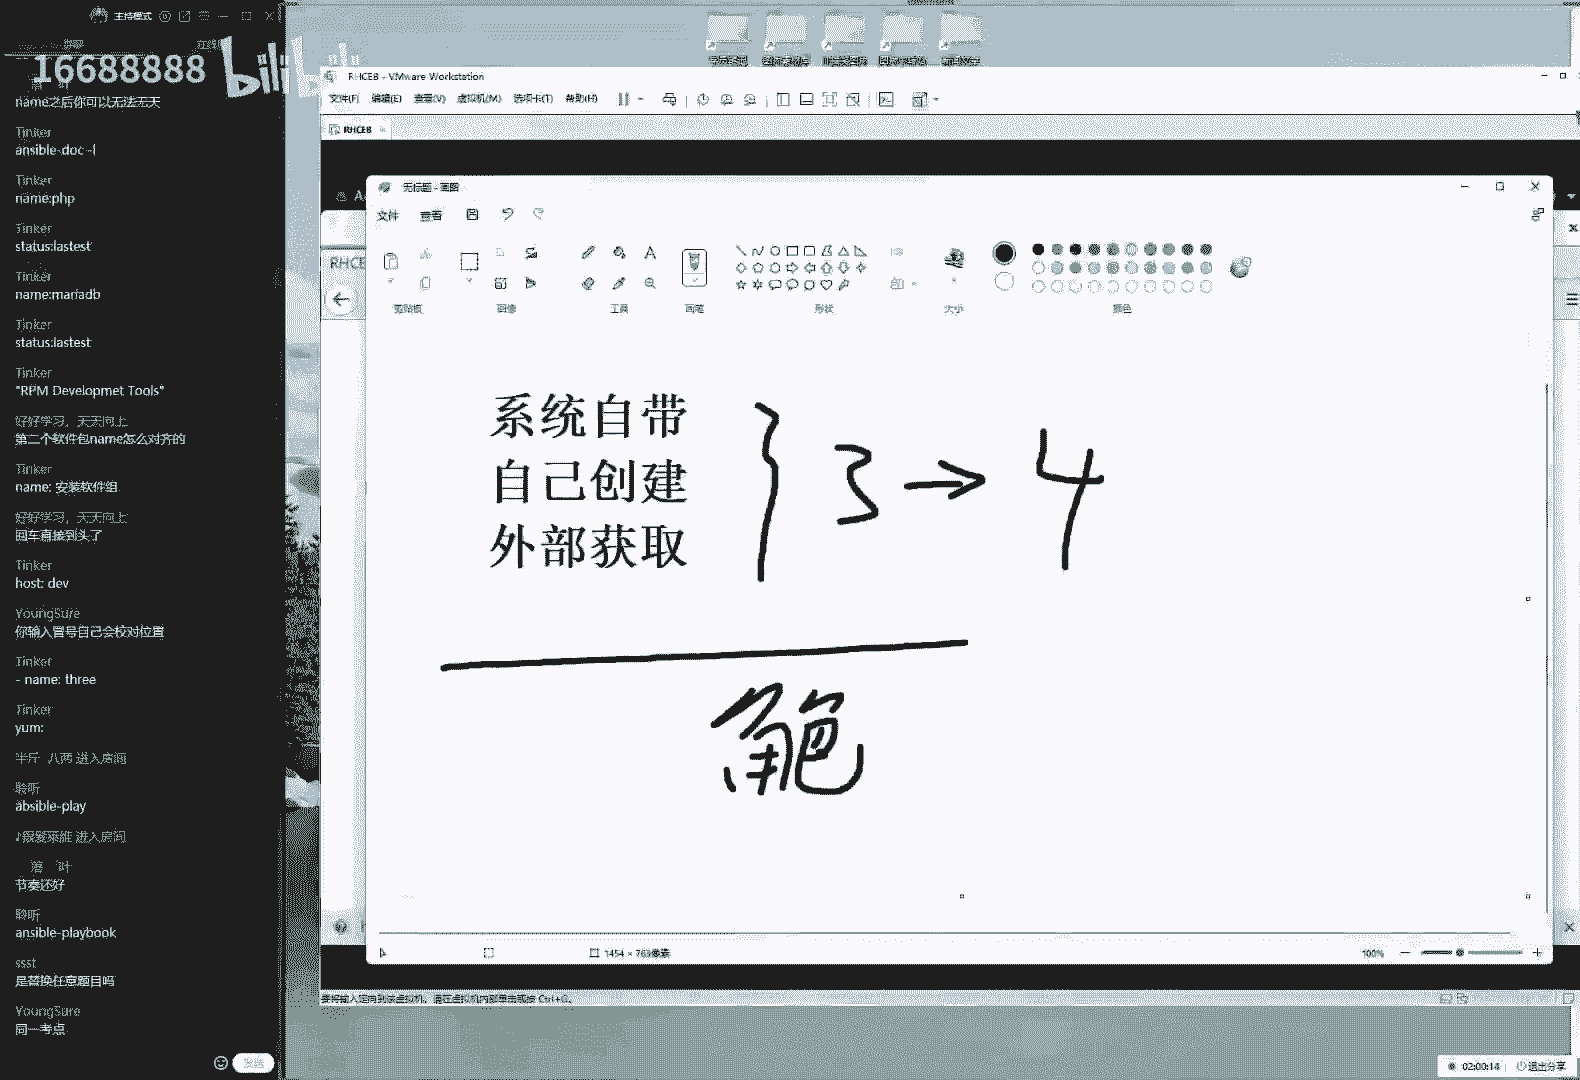 主持模式
16688888
bilibili
name之后你可以无法无天
Tinker
ansible-doc -l
Tinker
name:php
Tinker
status:lastest
Tinker
name:mariadb
Tinker
status:lastest
Tinker
"RPM Developmet Tools"
好好学习，天天向上
第二个软件包name怎么对齐的
Tinker
name: 安装软件组
好好学习，天天向上
回车直接到头了
Tinker
host: dev
YoungSure
你输入冒号自己会校对位置
Tinker
- name: three
Tinker
yum:
半斤 八两 进入房间
聆听
absible-play
进入房间
落 叶
节奏还好
聆听
ansible-playbook
ssst
是替换任意题目吗
YoungSure
同一考点
发送
RHCEB - VMware Workstation
文件(F) 编辑(E) 查看(V) 虚拟机(M) 选项卡(T) 帮助(H)
RHCEB
无标题 - 画图
文件 查看
RHCE
剪贴板 图像 工具 画笔 形状 大小 颜色
系统自带
自己创建
外部获取
3 → 4
1454 × 763像素
100%
要将输入定向到该虚拟机，请在虚拟机内部单击或按 Ctrl+G。
02:00:14 退出分享